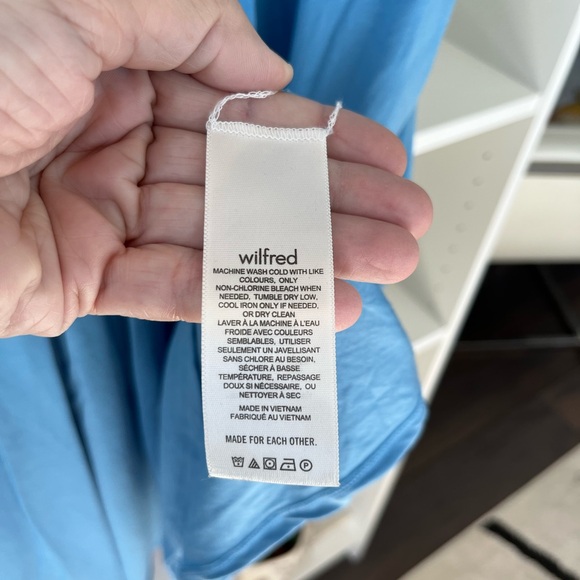 wilfred
MACHINE WASH COLD WITH LIKE
COLOURS, ONLY
NON-CHLORINE BLEACH WHEN
NEEDED, TUMBLE DRY LOW,
COOL IRON ONLY IF NEEDED,
OR DRY CLEAN
LAVER À LA MACHINE À L'EAU
FROIDE AVEC COULEURS
SEMBLABLES, UTILISER
SEULEMENT UN JAVELLISANT
SANS CHLORE AU BESOIN,
SÉCHER À BASSE
TEMPÉRATURE, REPASSAGE
DOUX SI NÉCESSAIRE, OU
NETTOYER À SEC
MADE IN VIETNAM
FABRIQUÉ AU VIETNAM
MADE FOR EACH OTHER.
P